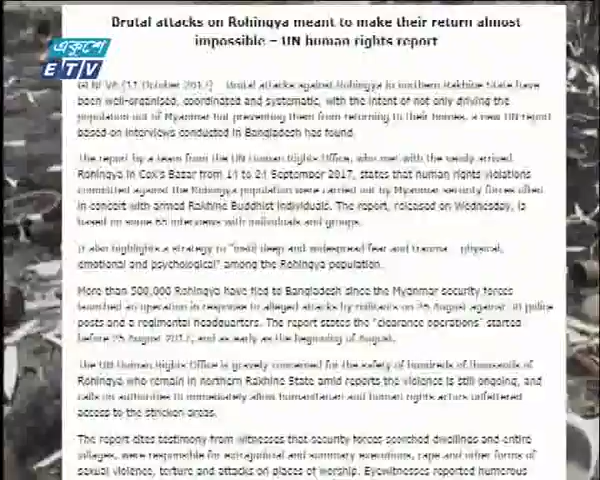 Brutal attacks on Rohingya meant to make their return almost
impossible – UN human rights report
একুশে
ETV
GENEVA (11 October 2017) – Brutal attacks against Rohingya in northern Rakhine State have
been well-organised, coordinated and systematic, with the intent of not only driving the
population out of Myanmar but preventing them from returning to their homes, a new UN report
based on interviews conducted in Bangladesh has found.
The report by a team from the UN Human Rights Office, who met with the newly arrived
Rohingya in Cox's Bazar from 14 to 24 September 2017, states that human rights violations
committed against the Rohingya population were carried out by Myanmar security forces often
in concert with armed Rakhine Buddhist individuals. The report, released on Wednesday, is
based on some 65 interviews with individuals and groups.
It also highlights a strategy to "instil deep and widespread fear and trauma – physical,
emotional and psychological" among the Rohingya population.
More than 500,000 Rohingya have fled to Bangladesh since the Myanmar security forces
launched an operation in response to alleged attacks by militants on 25 August against 30 police
posts and a regimental headquarters. The report states the "clearance operations" started
before 25 August 2017, and as early as the beginning of August.
The UN Human Rights Office is gravely concerned for the safety of hundreds of thousands of
Rohingya who remain in northern Rakhine State amid reports the violence is still ongoing, and
calls on authorities to immediately allow humanitarian and human rights actors unfettered
access to the stricken areas.
The report cites testimony from witnesses that security forces scorched dwellings and entire
villages, were responsible for extrajudicial and summary executions, rape and other forms of
sexual violence, torture and attacks on places of worship. Eyewitnesses reported numerous